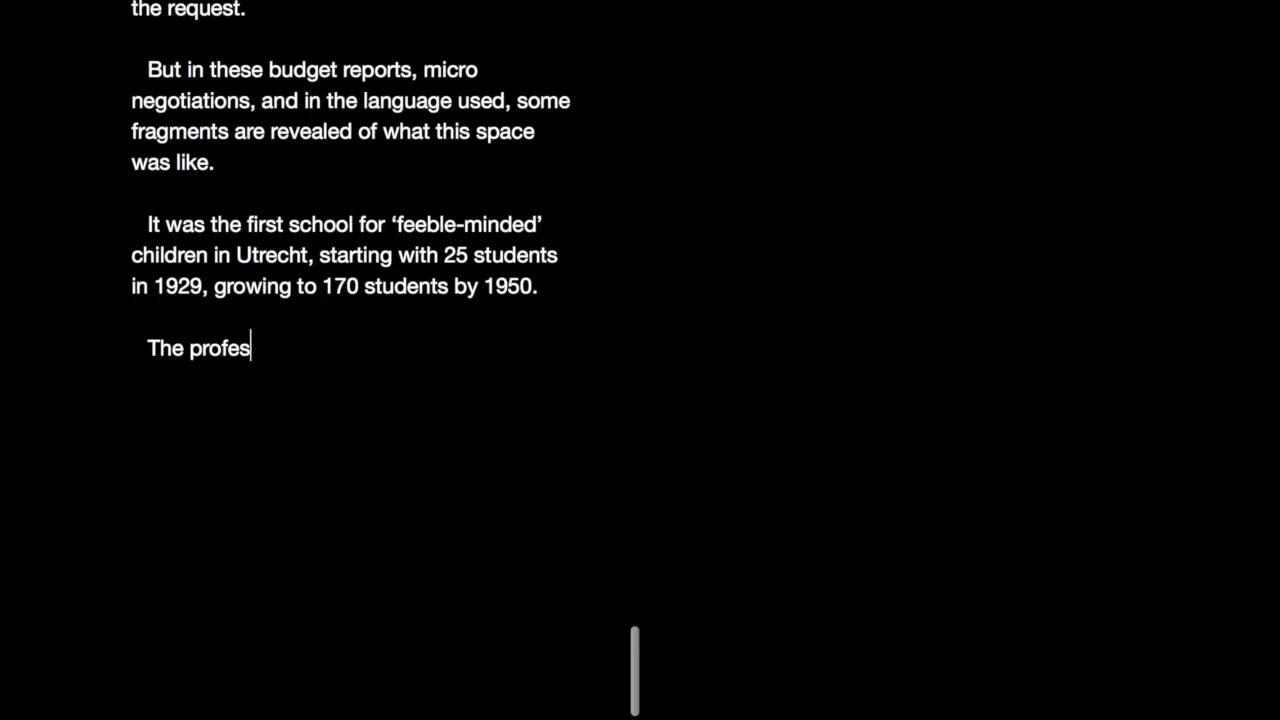 the request.
But in these budget reports, micro
negotiations, and in the language used, some
fragments are revealed of what this space
was like.
It was the first school for ‘feeble-minded’
children in Utrecht, starting with 25 students
in 1929, growing to 170 students by 1950.
The profes